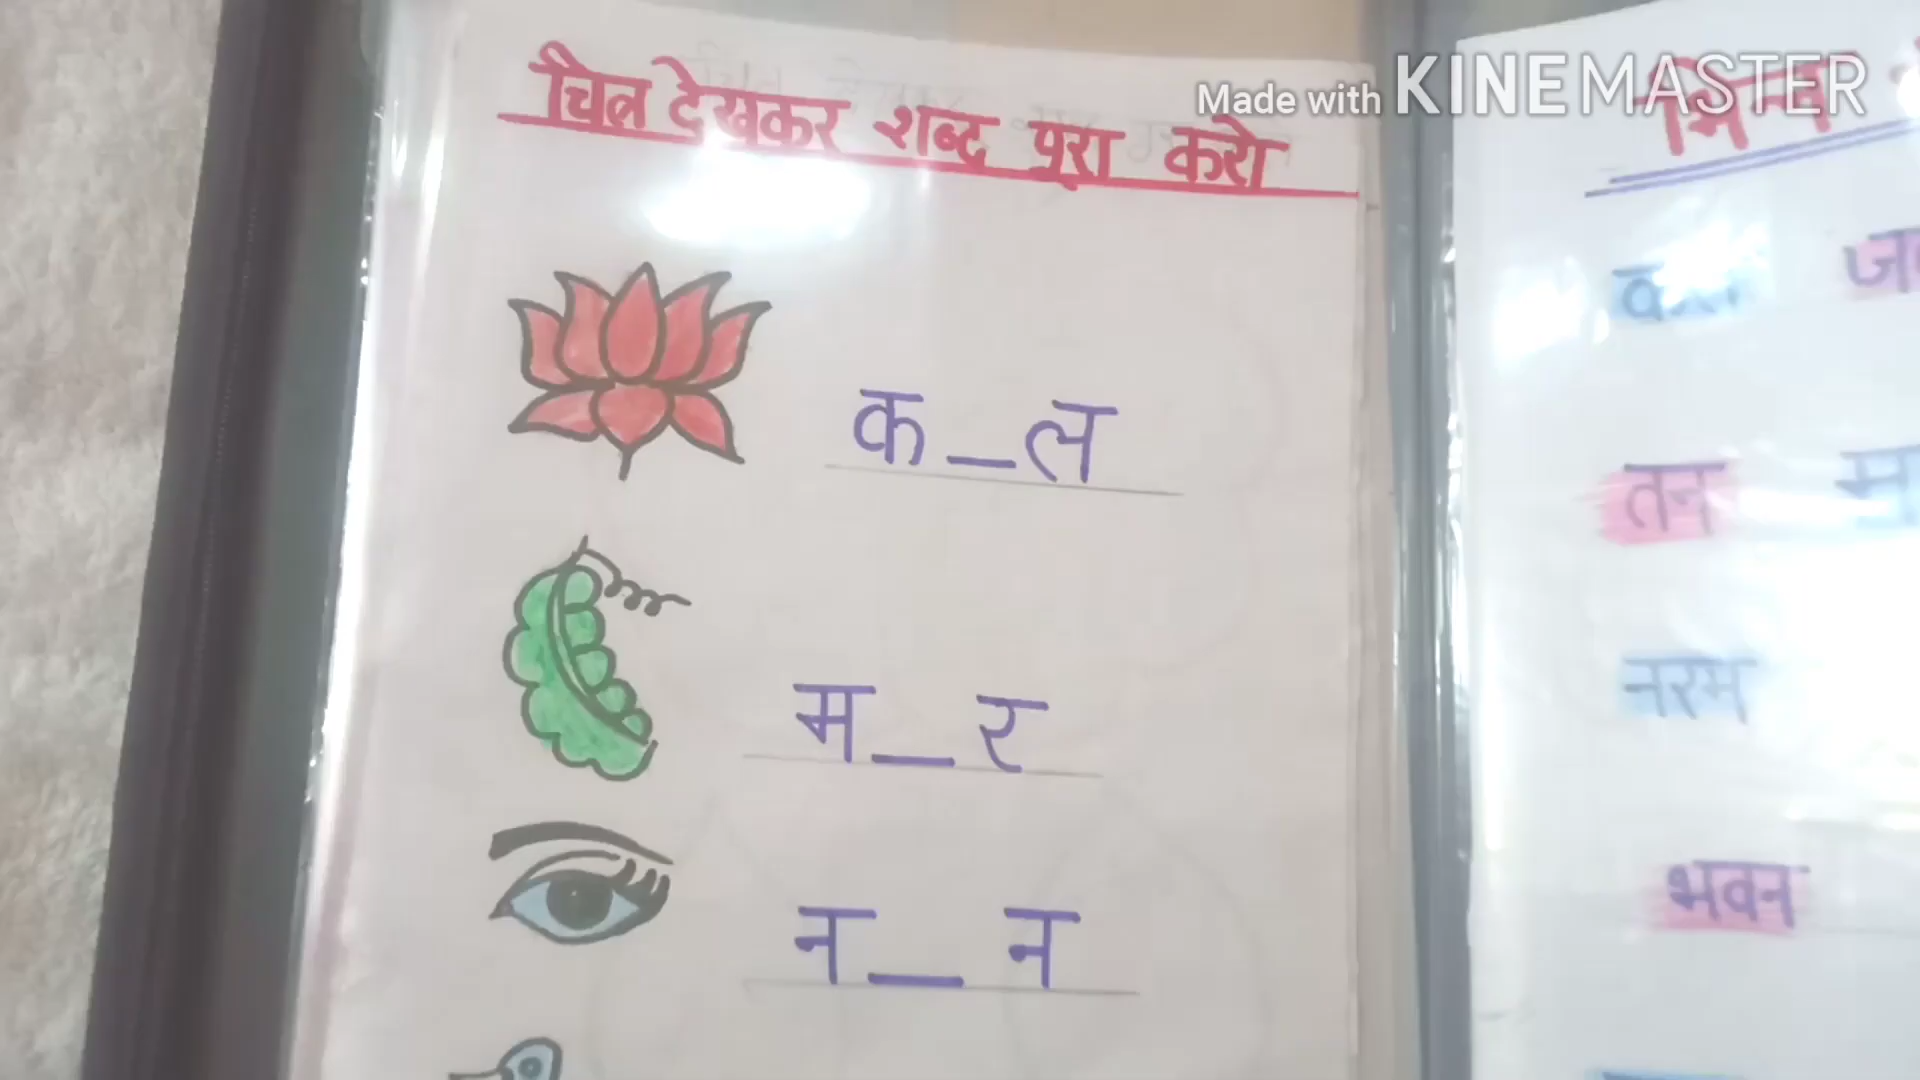 चित्र देखकर शब्द पूरा करो
Made with KINEMASTER
क_ल
म_र
न_न
भिन्न
तन
नरम
भवन